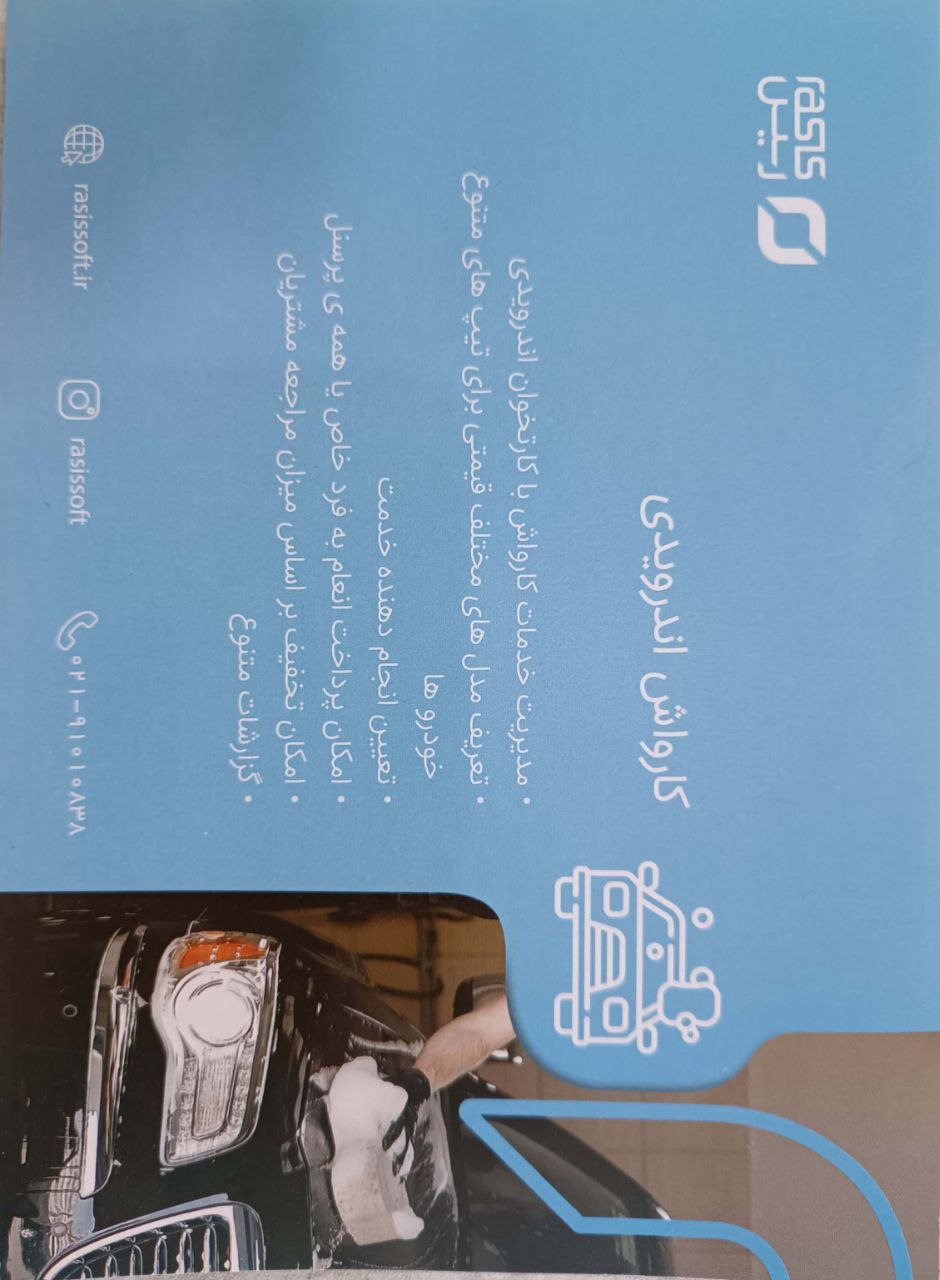 rasis
رسیس
کارواش اندرویدی
• مدیریت خدمات کارواش با کارتخوان اندرویدی
• تعریف مدل های مختلف قیمتی برای تیپ های متنوع
خودرو ها
• تعیین انجام دهنده خدمت
• امکان پرداخت انعام به فرد خاص یا همه ی پرسنل
• امکان تخفیف بر اساس میزان مراجعه مشتریان
• گزارشات متنوع
۰۲۱-۹۱۰۱۰۸۳۸
rasissoft
rasissoft.ir